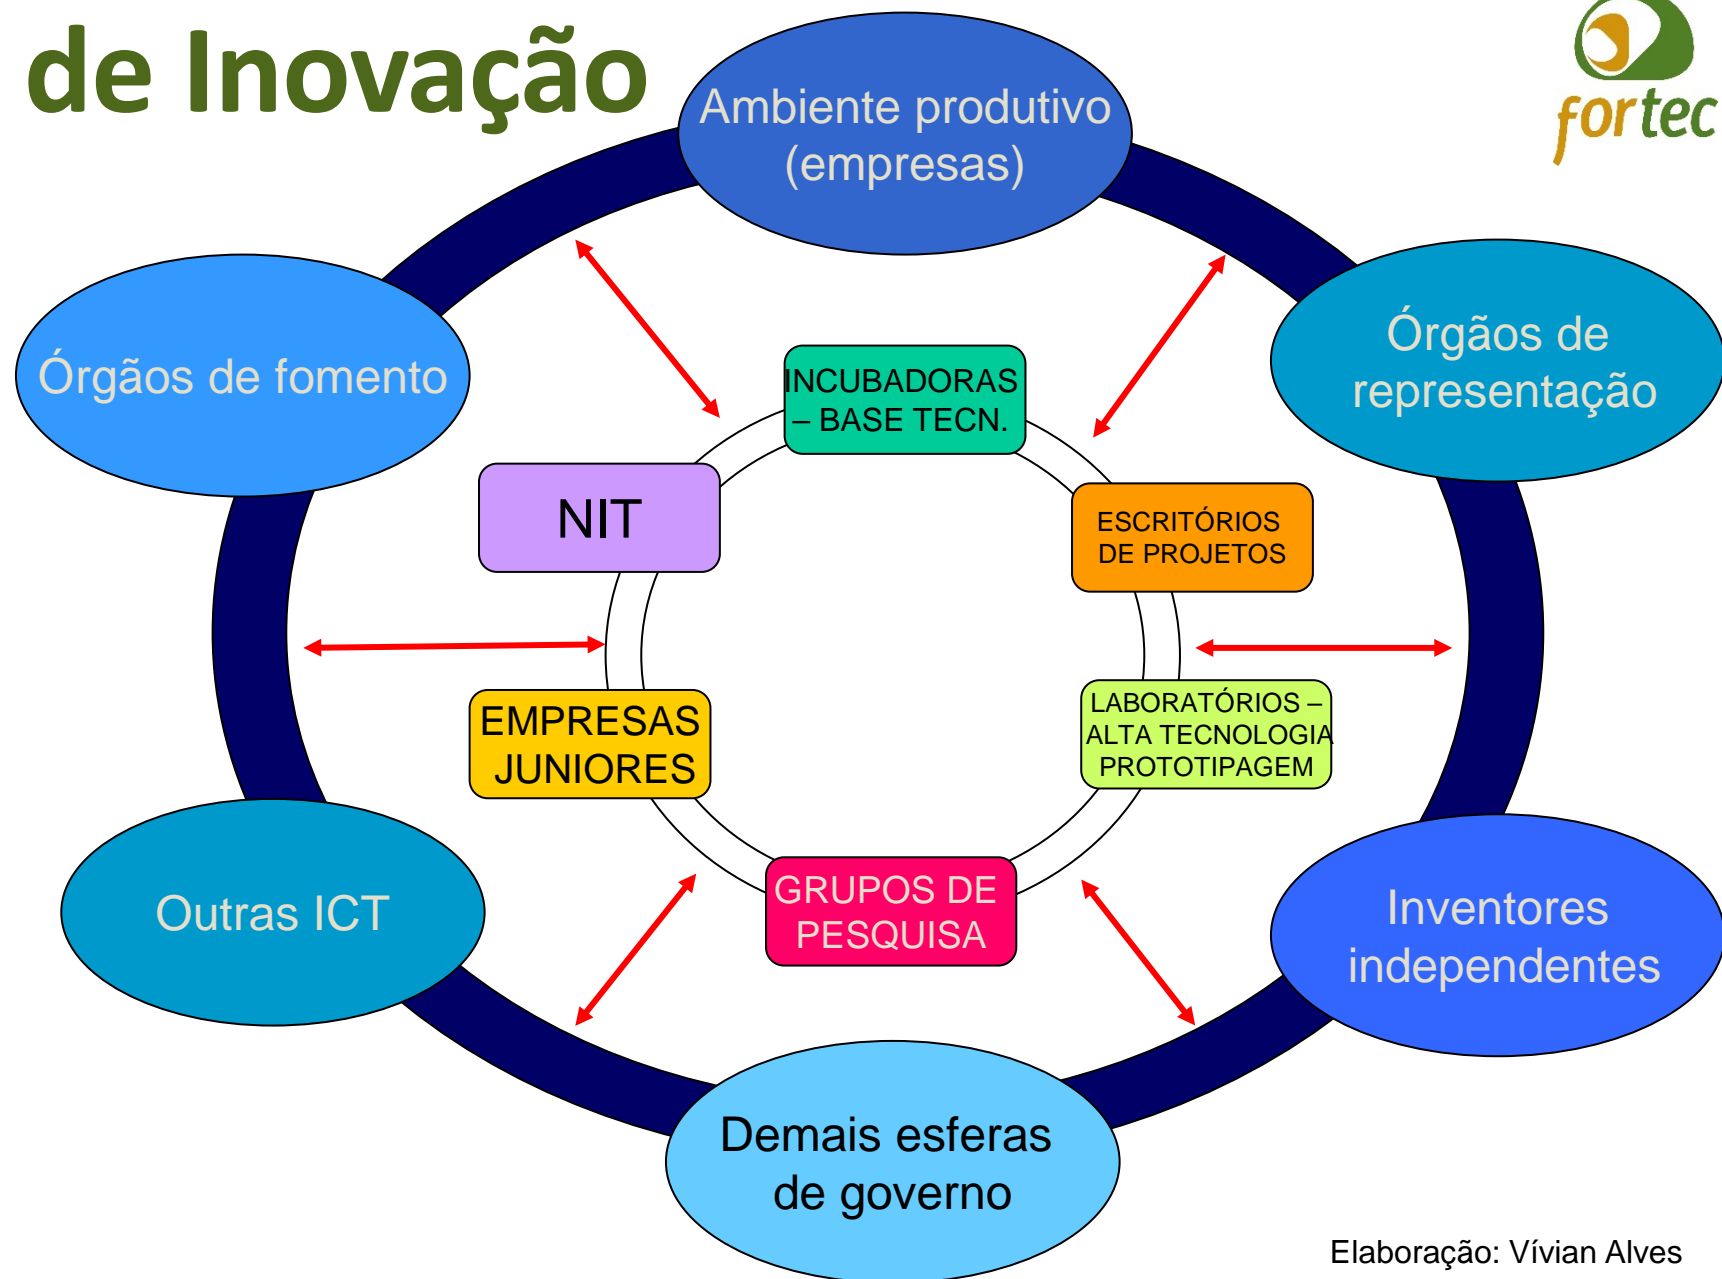 de Inovação
fortec
Ambiente produtivo
(empresas)
Órgãos de fomento
Órgãos de
representação
INCUBADORAS
– BASE TECN.
NIT
ESCRITÓRIOS
DE PROJETOS
EMPRESAS
JUNIORES
LABORATÓRIOS –
ALTA TECNOLOGIA
PROTOTIPAGEM
GRUPOS DE
PESQUISA
Outras ICT
Inventores
independentes
Demais esferas
de governo
Elaboração: Vívian Alves